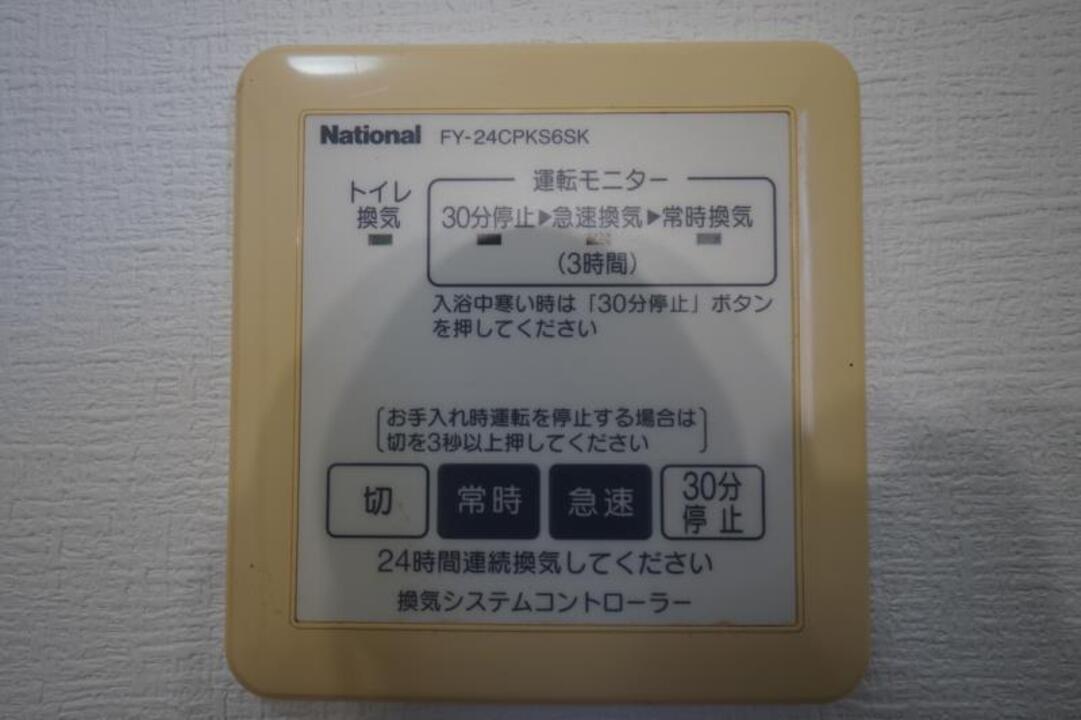 National FY-24CPKS6SK
運転モニター
トイレ
換気
30分停止▶急速換気▶常時換気
(3時間)
入浴中寒い時は「30分停止」ボタン
を押してください
お手入れ時運転を停止する場合は
切を3秒以上押してください
切 常時 急速 30分
停止
24時間連続換気してください
換気システムコントローラー